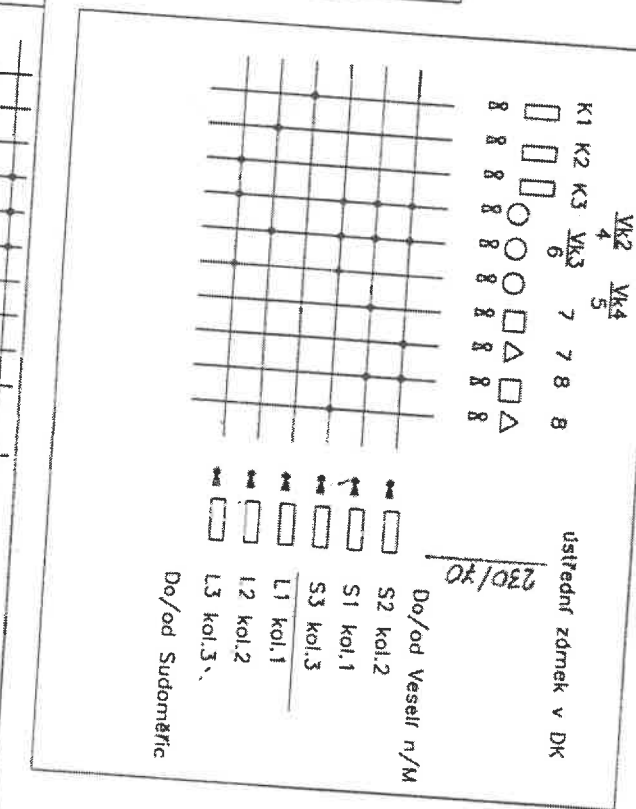 ústřední zámek v DK
230/70
K1 K2 K3 Vk2/4 Vk3/6 Vk4/5 7 7 8 8
Do/od Veselí n/M
S2 kol.2
S1 kol.1
S3 kol.3
L1 kol.1
L2 kol.2
L3 kol.3
Do/od Sudoměřic